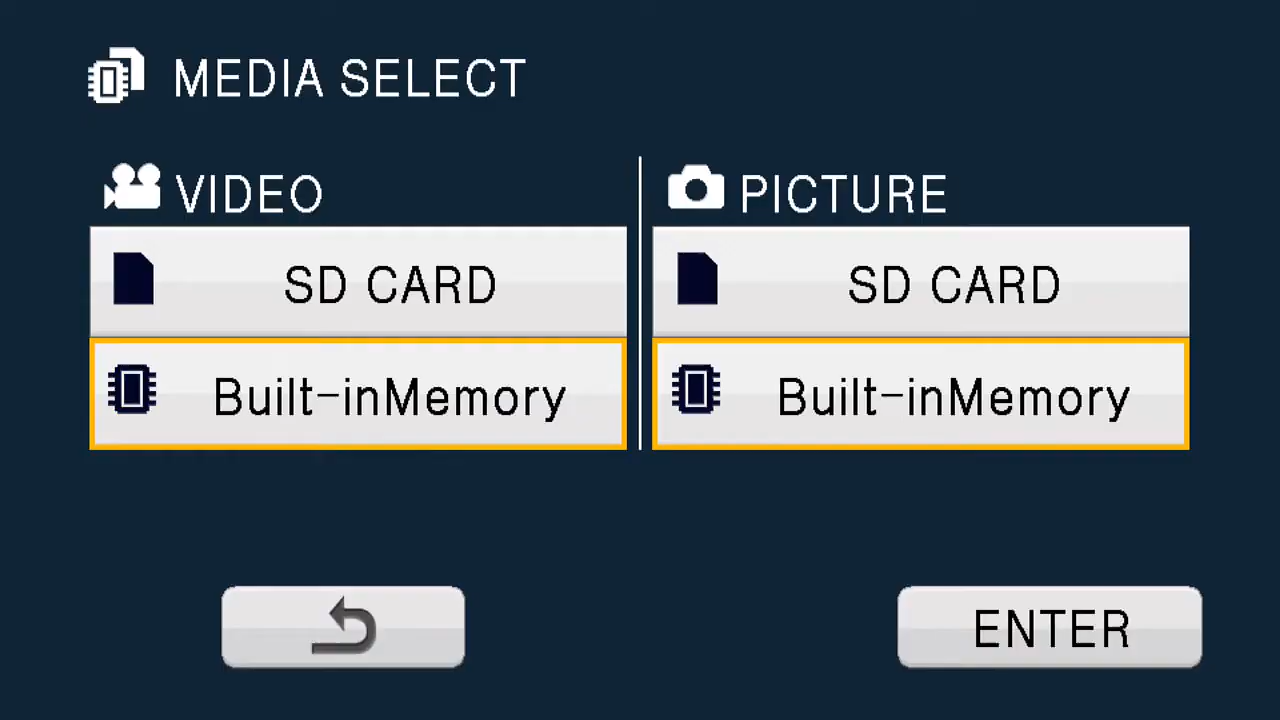 MEDIA SELECT
VIDEO
SD CARD
Built-inMemory
PICTURE
SD CARD
Built-inMemory
ENTER